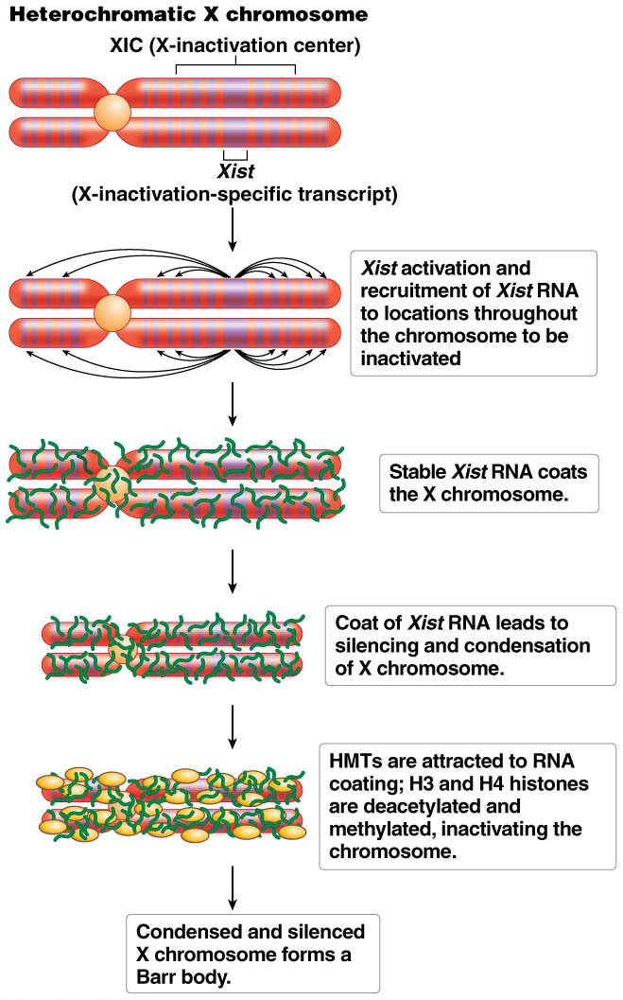 Heterochromatic X chromosome
XIC (X-inactivation center)
Xist
(X-inactivation-specific transcript)
Xist activation and
recruitment of Xist RNA
to locations throughout
the chromosome to be
inactivated
Stable Xist RNA coats
the X chromosome.
Coat of Xist RNA leads to
silencing and condensation
of X chromosome.
HMTs are attracted to RNA
coating; H3 and H4 histones
are deacetylated and
methylated, inactivating the
chromosome.
Condensed and silenced
X chromosome forms a
Barr body.